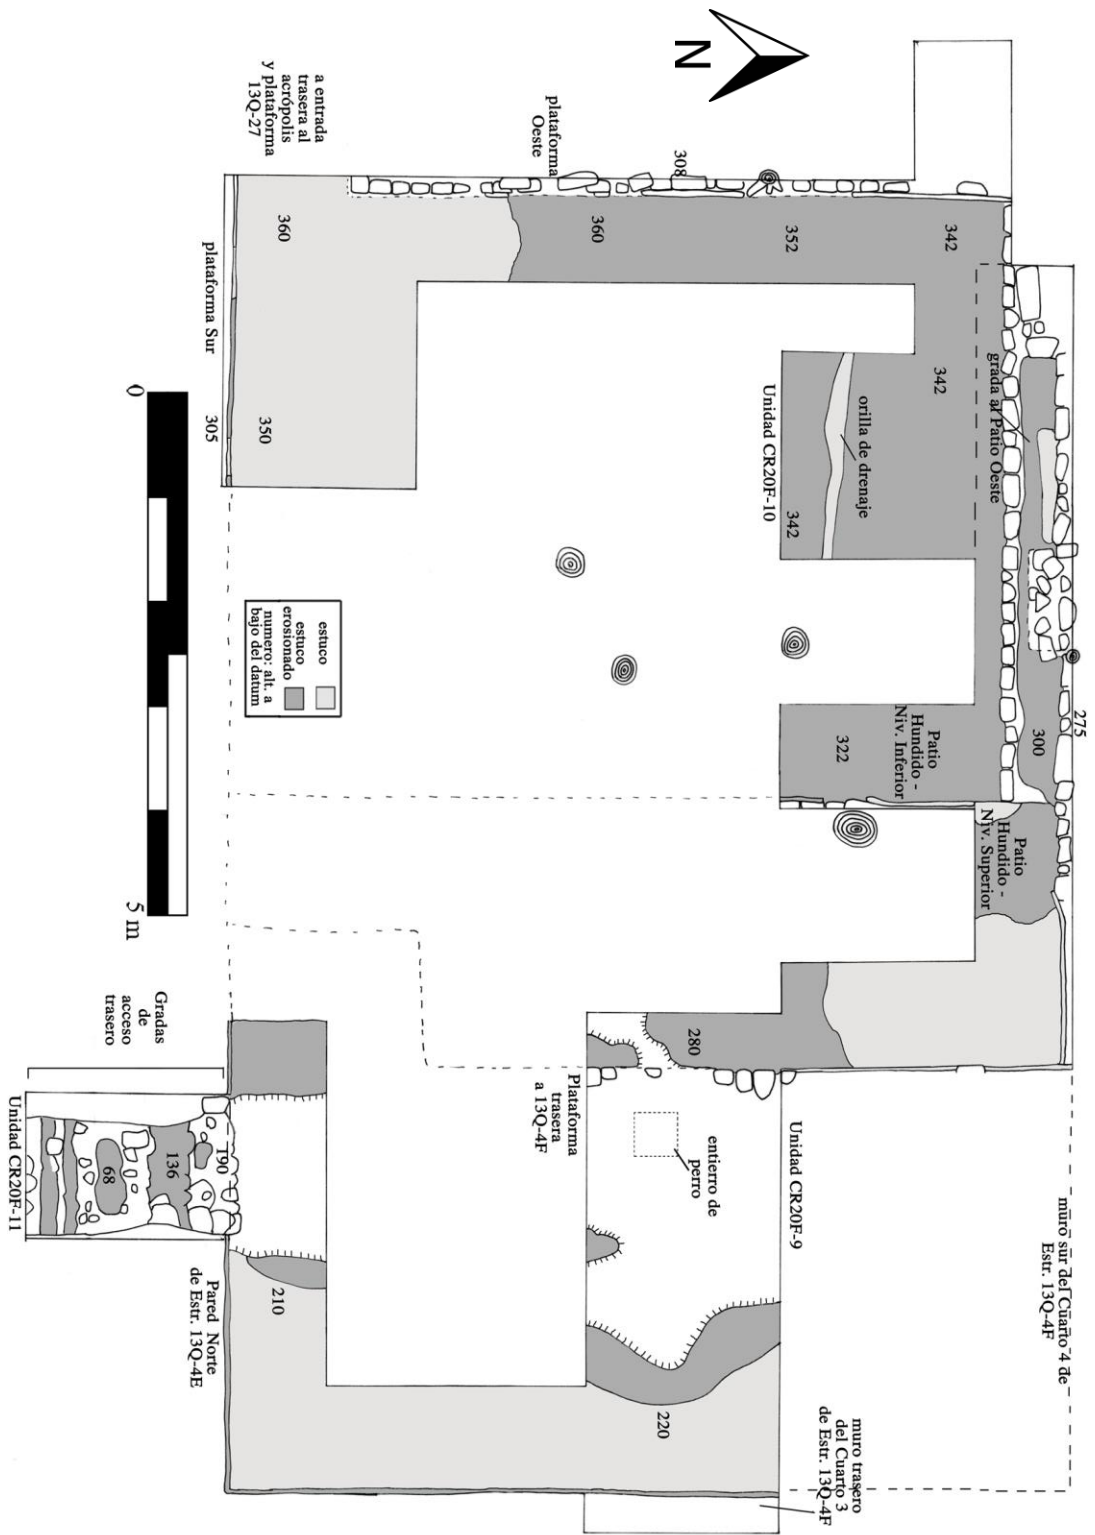 N
a entrada
trasera al
acrópolis
y plataforma
13Q-27
plataforma
Oeste
308
360
360
352
342
plataforma Sur
305
350
342
grada al Patio Oeste
orilla de drenaje
Unidad CR20F-10
342
0
5 m
estuco
estuco
erosionado
numero: alt. a
bajo del datum
275
300
Patio
Hundido -
Niv. Inferior
322
Patio
Hundido -
Niv. Superior
280
Gradas
de
acceso
trasero
Plataforma
trasera
a 13Q-4F
entierro de
perro
Unidad CR20F-9
muro sur del Cuarto 4 de
Estr. 13Q-4F
190
136
68
Unidad CR20F-11
Pared Norte
de Estr. 13Q-4E
210
220
muro trasero
del Cuarto 3
de Estr. 13Q-4F